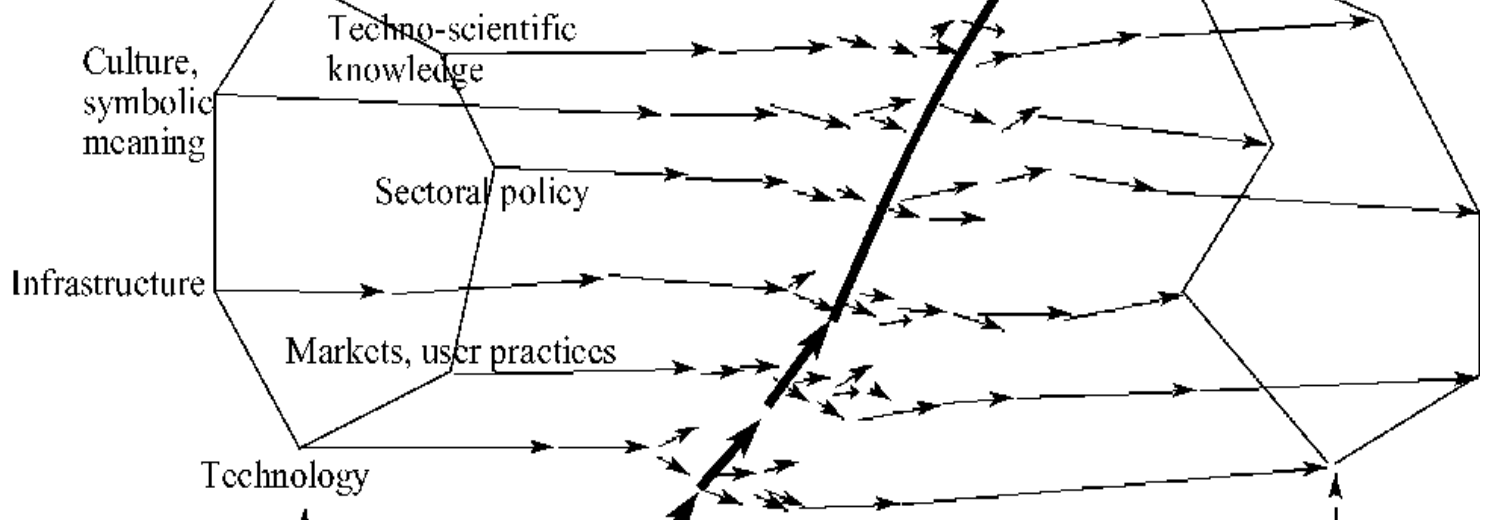 Techno-scientific
knowledge
Culture,
symbolic
meaning
Sectoral policy
Infrastructure
Markets, user practices
Technology